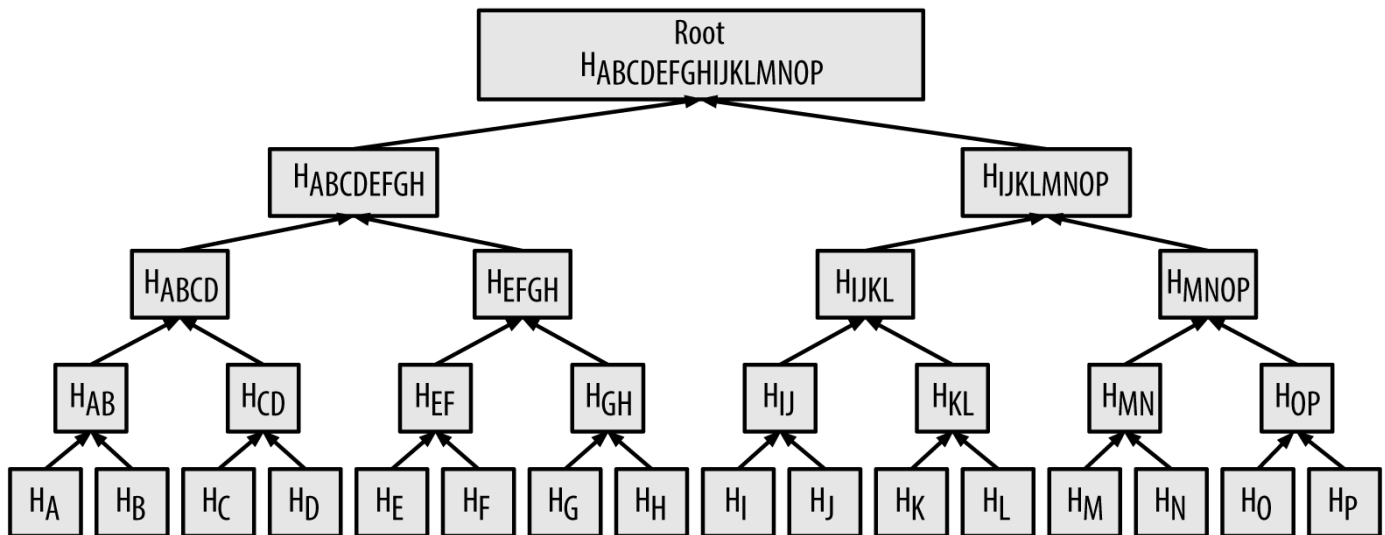 Root
HABCDEFGHIJKLMNOP
HABCDEFGH HIJKLMNOP
HABCD HEFGH HIJKL HMNOP
HAB HCD HEF HGH HIJ HKL HMN HOP
HA HB HC HD HE HF HG HH HI HJ HK HL HM HN HO HP